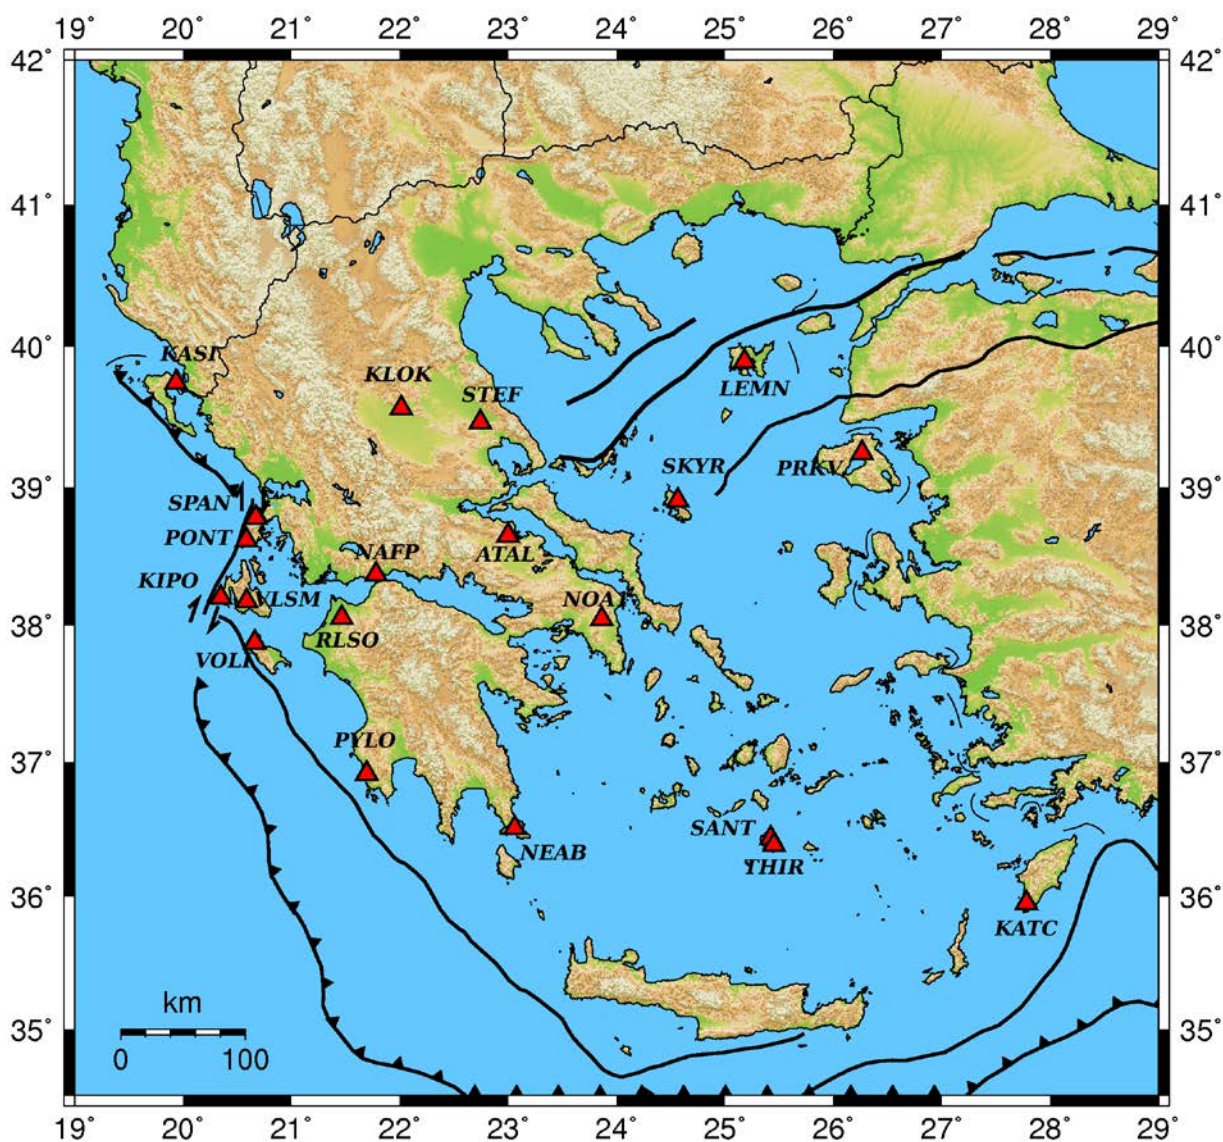 19° 20° 21° 22° 23° 24° 25° 26° 27° 28° 29°
42° 42°
41° 41°
40° 40°
KASI
KLOK
LEMN
STEF
SKYR
PRKV
39° 39°
SPAN
PONT
NAFP
ATAL
KIPO
VLSM
NOA
38° 38°
RLSO
VOLI
PYLO
37° 37°
SANT
NEAB
THIR
36° 36°
KATC
km
35° 35°
0 100
19° 20° 21° 22° 23° 24° 25° 26° 27° 28° 29°